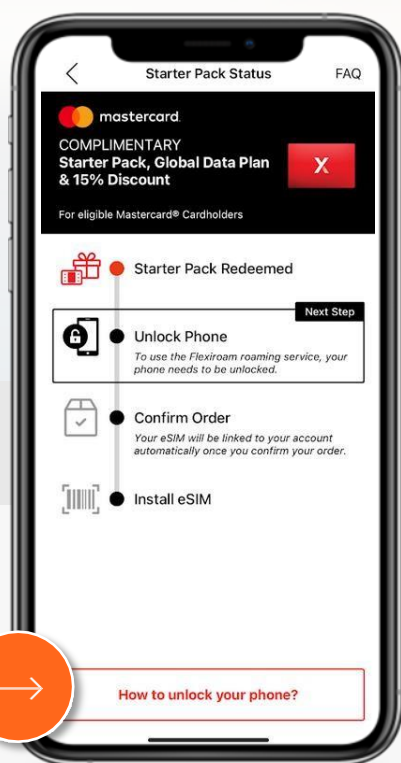 Starter Pack Status
FAQ
mastercard.
COMPLIMENTARY
Starter Pack, Global Data Plan
& 15% Discount
X
For eligible Mastercard® Cardholders
Starter Pack Redeemed
Next Step
Unlock Phone
To use the Flexiroam roaming service, your
phone needs to be unlocked.
Confirm Order
Your eSIM will be linked to your account
automatically once you confirm your order.
Install eSIM
How to unlock your phone?